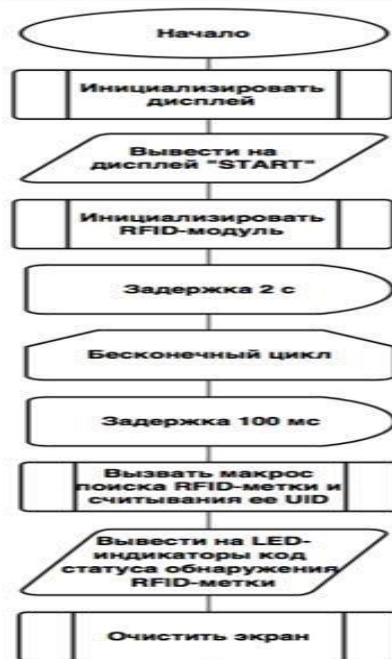 Начало
Инициализировать
дисплей
Вывести на
дисплей "START"
Инициализировать
RFID-модуль
Задержка 2 с
Бесконечный цикл
Задержка 100 мс
Вызвать макрос
поиска RFID-метки и
считывания ее UID
Вывести на LED-
индикаторы код
статуса обнаружения
RFID-метки
Очистить экран